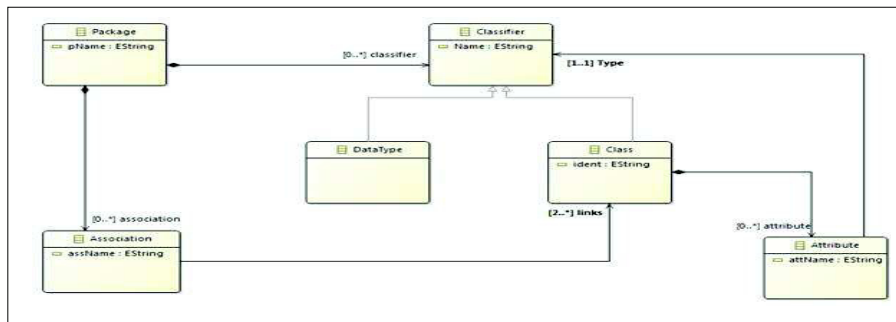 Package
pName : EString
[0..*] classifier
Classifier
Name : EString
[1..1] Type
DataType
Class
ident : EString
[0..*] association
[2..*] links
[0..*] attribute
Association
assName : EString
Attribute
attName : EString